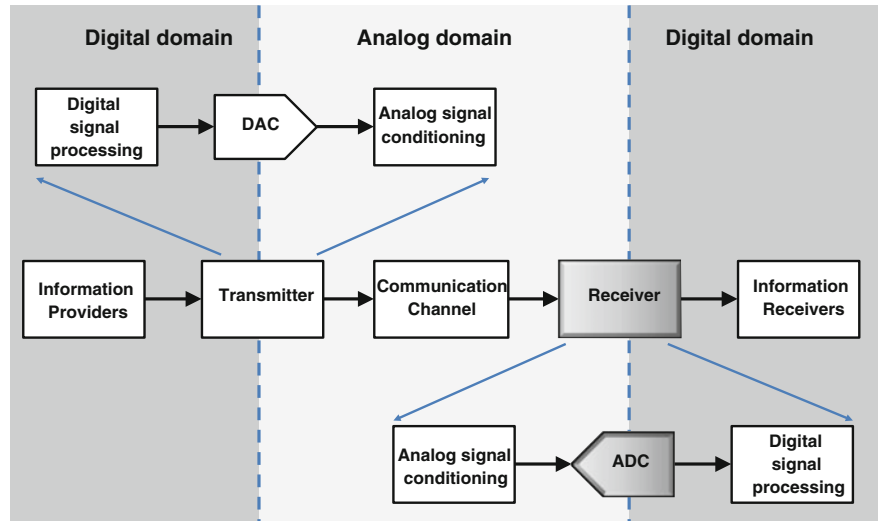 Digital domain
Analog domain
Digital domain
Digital
signal
processing
DAC
Analog signal
conditioning
Information
Providers
Transmitter
Communication
Channel
Receiver
Information
Receivers
Analog signal
conditioning
ADC
Digital
signal
processing